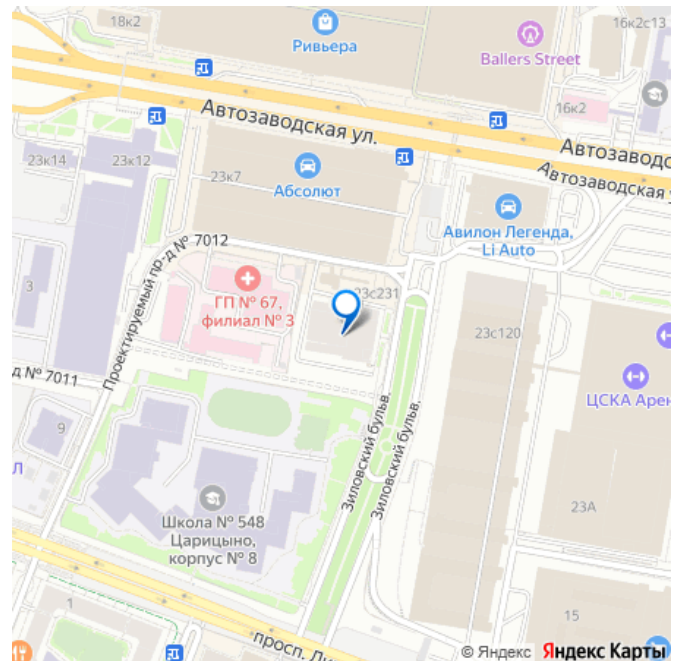 18к2
Ривьера
Ballers Street
16к2с13
16к2
Автозаводская ул.
Автозаводс
Автозаводская у
23к14
23к12
23к7
Абсолют
Авилон Легенда,
Li Auto
Проектируемый пр-д № 7012
3
ГП № 67,
филиал № 3
23с231
23с120
ЦСКА Арен
д № 7011
9
Л
Зиловский бульв.
Зиловский бульв.
Школа № 548
Царицыно,
корпус № 8
23А
1
15
просп. Ли
© Яндекс Яндекс Карты